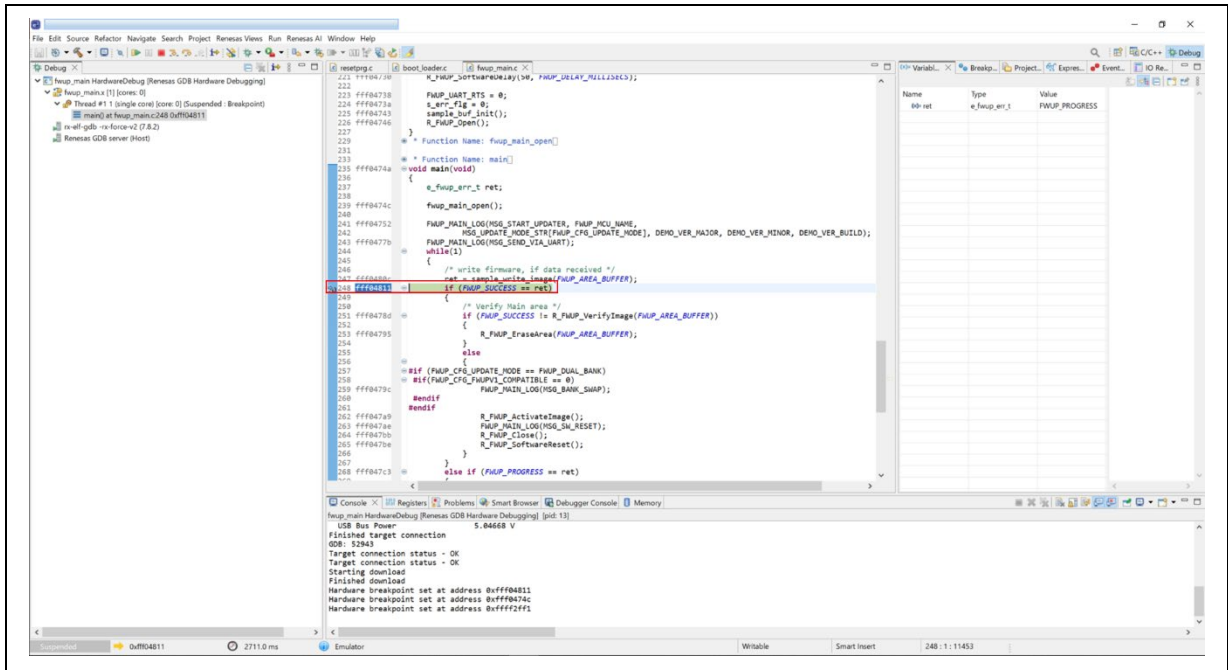 File Edit Source Refactor Navigate Search Project Renesas Views Run Renesas AI Window Help
C/C++ Debug
Debug
fwup_main HardwareDebug [Renesas GDB Hardware Debugging]
fwup_main.x [1] [cores: 0]
Thread #1 1 (single core) [core: 0] (Suspended : Breakpoint)
main() at fwup_main.c:248 0xfff04811
rx-elf-gdb -rx-force-v2 (7.8.2)
Renesas GDB server (Host)
resetprg.c boot_loader.c fwup_main.c
221 fff04730 R_FWUP_SoftwareDelay(50, FWUP_DELAY_MILLISECS);
222
223 fff04738 FWUP_UART_RTS = 0;
224 fff0473a s_err_flg = 0;
225 fff04743 sample_buf_init();
226 fff04746 R_FWUP_Open();
227 }
229 * Function Name: fwup_main_open
231
233 * Function Name: main
235 fff0474a void main(void)
236 {
237 e_fwup_err_t ret;
238
239 fff0474c fwup_main_open();
240
241 fff04752 FWUP_MAIN_LOG(MSG_START_UPDATER, FWUP_MCU_NAME,
242 MSG_UPDATE_MODE_STR[FWUP_CFG_UPDATE_MODE], DEMO_VER_MAJOR, DEMO_VER_MINOR, DEMO_VER_BUILD);
243 fff0477b FWUP_MAIN_LOG(MSG_SEND_VIA_UART);
244 while(1)
245 {
246 /* write firmware, if data received */
247 fff0480c ret = sample_write_image(FWUP_AREA_BUFFER);
248 fff04811 if (FWUP_SUCCESS == ret)
249 {
250 /* Verify Main area */
251 fff0478d if (FWUP_SUCCESS != R_FWUP_VerifyImage(FWUP_AREA_BUFFER))
252 {
253 fff04795 R_FWUP_EraseArea(FWUP_AREA_BUFFER);
254 }
255 else
256 {
257 #if (FWUP_CFG_UPDATE_MODE == FWUP_DUAL_BANK)
258 #if(FWUP_CFG_FWUPV1_COMPATIBLE == 0)
259 fff0479c FWUP_MAIN_LOG(MSG_BANK_SWAP);
260 #endif
261 #endif
262 fff047a9 R_FWUP_ActivateImage();
263 fff047ae FWUP_MAIN_LOG(MSG_SW_RESET);
264 fff047bb R_FWUP_Close();
265 fff047be R_FWUP_SoftwareReset();
266 }
267 }
268 fff047c3 else if (FWUP_PROGRESS == ret)
Variabl... Breakp... Project... Expres... Event... IO Re...
Name Type Value
ret e_fwup_err_t FWUP_PROGRESS
Console Registers Problems Smart Browser Debugger Console Memory
fwup_main HardwareDebug [Renesas GDB Hardware Debugging] [pid: 13]
USB Bus Power 5.04668 V
Finished target connection
GDB: 52943
Target connection status - OK
Target connection status - OK
Starting download
Finished download
Hardware breakpoint set at address 0xfff04811
Hardware breakpoint set at address 0xfff0474c
Hardware breakpoint set at address 0xffff2ff1
Suspended 0xfff04811 2711.0 ms Emulator Writable Smart Insert 248 : 1 : 11453